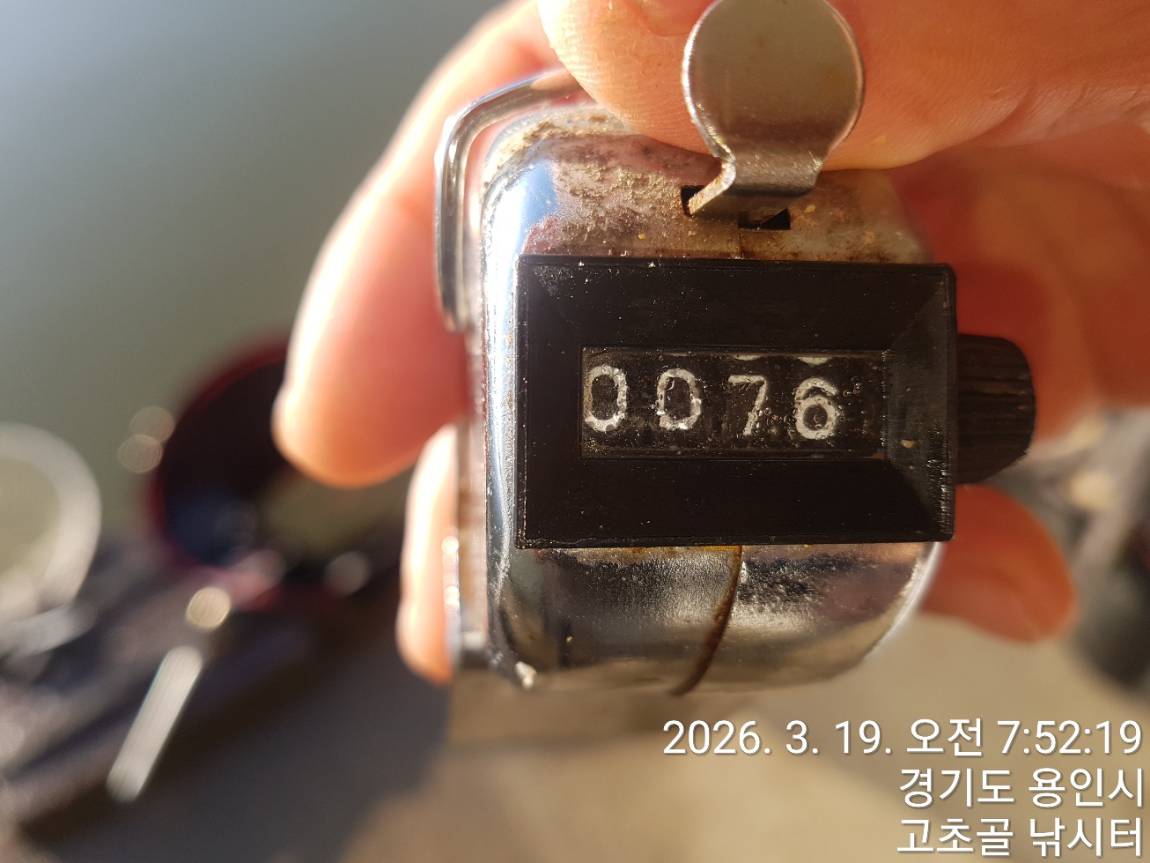 0076
2026. 3. 19. 오전 7:52:19
경기도 용인시
고초골 낚시터